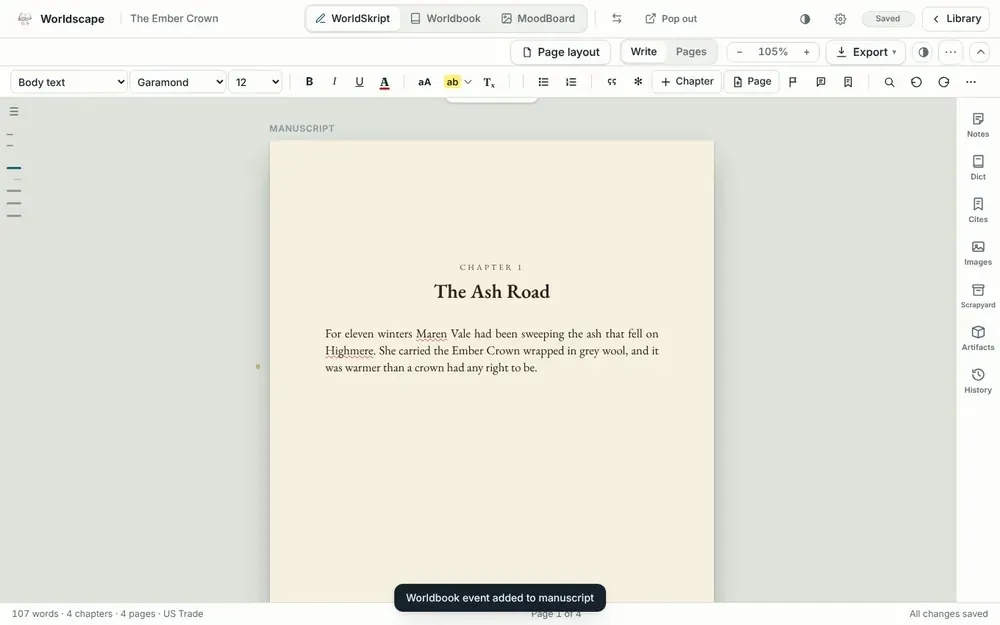 Worldscape The Ember Crown WorldSkript Worldbook MoodBoard Pop out Saved Library
Page layout Write Pages − 105% + Export
Body text Garamond 12 B I U A aA ab Tx + Chapter Page
MANUSCRIPT
CHAPTER 1
The Ash Road
For eleven winters Maren Vale had been sweeping the ash that fell on
Highmere. She carried the Ember Crown wrapped in grey wool, and it
was warmer than a crown had any right to be.
Notes
Dict
Cites
Images
Scrapyard
Artifacts
History
Worldbook event added to manuscript
107 words · 4 chapters · 4 pages · US Trade Page 1 of 4 All changes saved